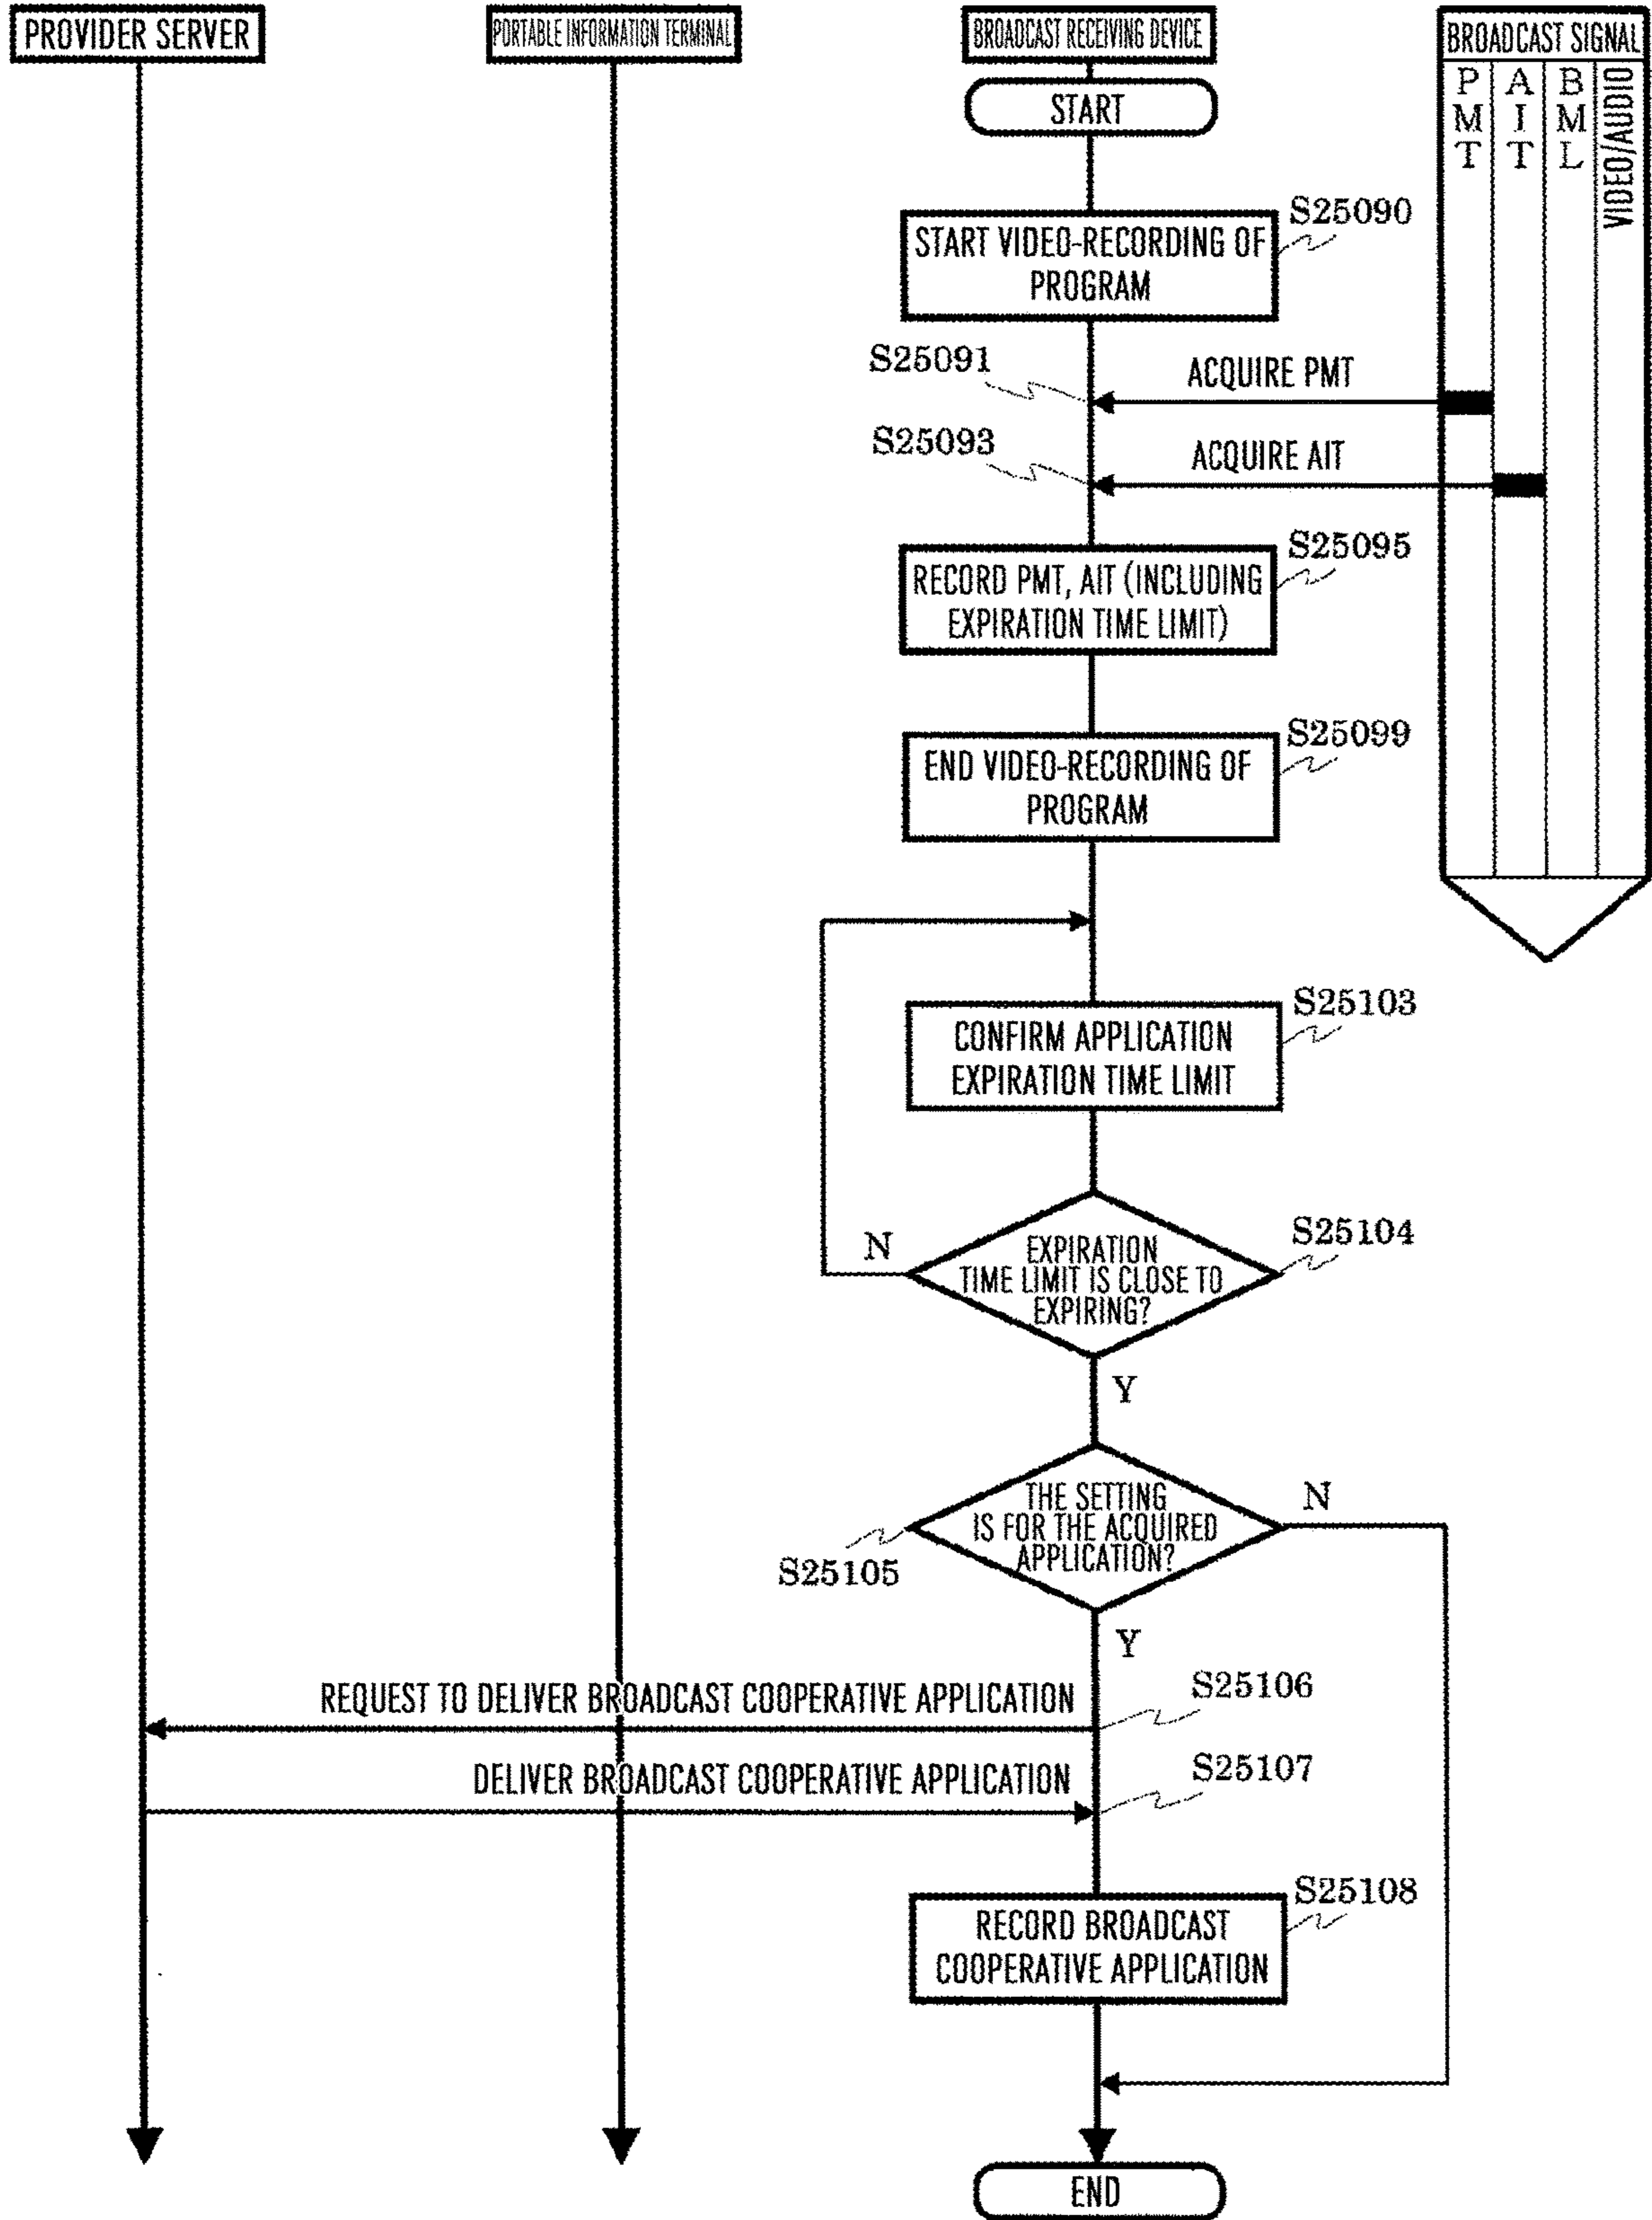 PROVIDER SERVER
PORTABLE INFORMATION TERMINAL
BROADCAST RECEIVING DEVICE
BROADCAST SIGNAL
PMT
AIT
BML
VIDEO/AUDIO
START
S25090
START VIDEO-RECORDING OF
PROGRAM
S25091
ACQUIRE PMT
S25093
ACQUIRE AIT
S25095
RECORD PMT, AIT (INCLUDING
EXPIRATION TIME LIMIT)
S25099
END VIDEO-RECORDING OF
PROGRAM
S25103
CONFIRM APPLICATION
EXPIRATION TIME LIMIT
S25104
N
EXPIRATION
TIME LIMIT IS CLOSE TO
EXPIRING?
Y
N
THE SETTING
IS FOR THE ACQUIRED
APPLICATION?
S25105
Y
S25106
REQUEST TO DELIVER BROADCAST COOPERATIVE APPLICATION
S25107
DELIVER BROADCAST COOPERATIVE APPLICATION
S25108
RECORD BROADCAST
COOPERATIVE APPLICATION
END